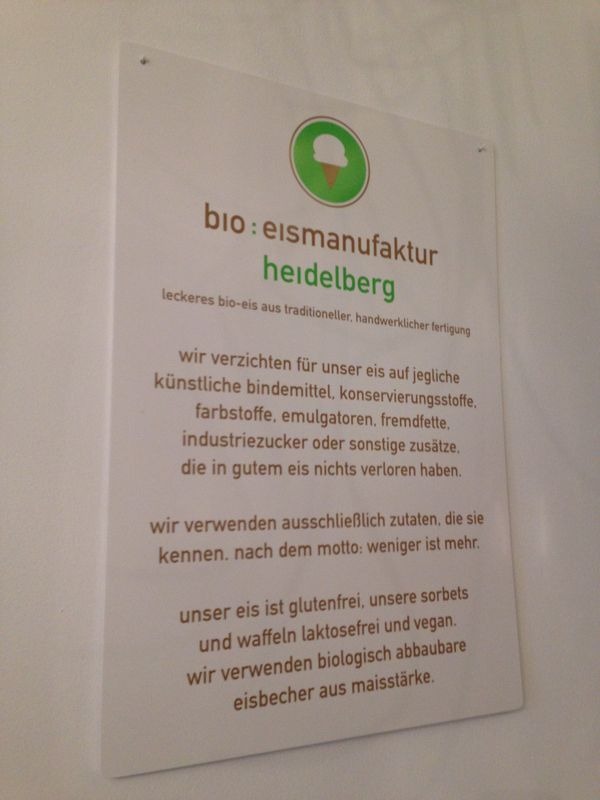 bio:eismanufaktur
heidelberg
leckeres bio-eis aus traditioneller, handwerklicher fertigung
wir verzichten für unser eis auf jegliche
künstliche bindemittel, konservierungsstoffe,
farbstoffe, emulgatoren, fremdfette,
industriezucker oder sonstige zusätze,
die in gutem eis nichts verloren haben.
wir verwenden ausschließlich zutaten, die sie
kennen. nach dem motto: weniger ist mehr.
unser eis ist glutenfrei, unsere sorbets
und waffeln laktosefrei und vegan.
wir verwenden biologisch abbaubare
eisbecher aus maisstärke.